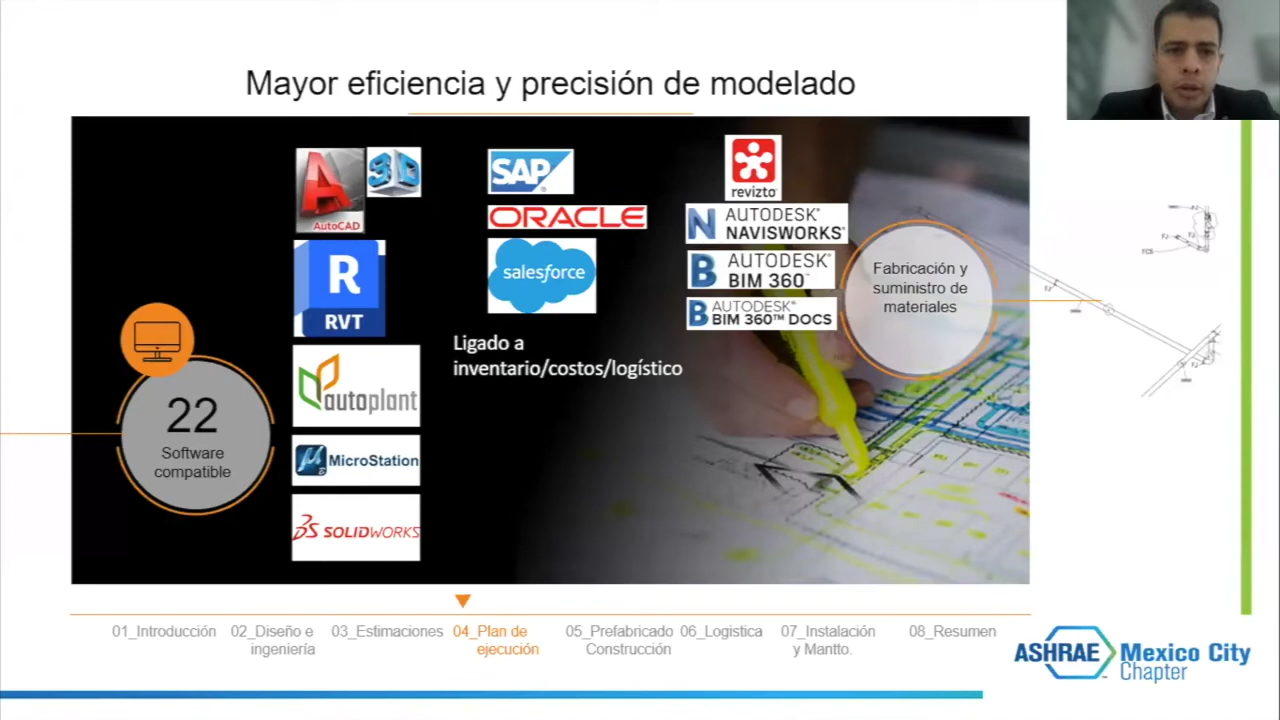 Mayor eficiencia y precisión de modelado
A
AutoCAD
3D
R
RVT
autoplant
MicroStation
SOLIDWORKS
22
Software
compatible
SAP
ORACLE
salesforce
Ligado a
inventario/costos/logístico
revizto
N AUTODESK®
NAVISWORKS®
B AUTODESK®
BIM 360™
B AUTODESK®
BIM 360™ DOCS
Fabricación y
suministro de
materiales
01_Introducción
02_Diseño e
ingeniería
03_Estimaciones
04_Plan de
ejecución
05_Prefabricado
Construcción
06_Logistica
07_Instalación
y Mantto.
08_Resumen
ASHRAE
Mexico City
Chapter